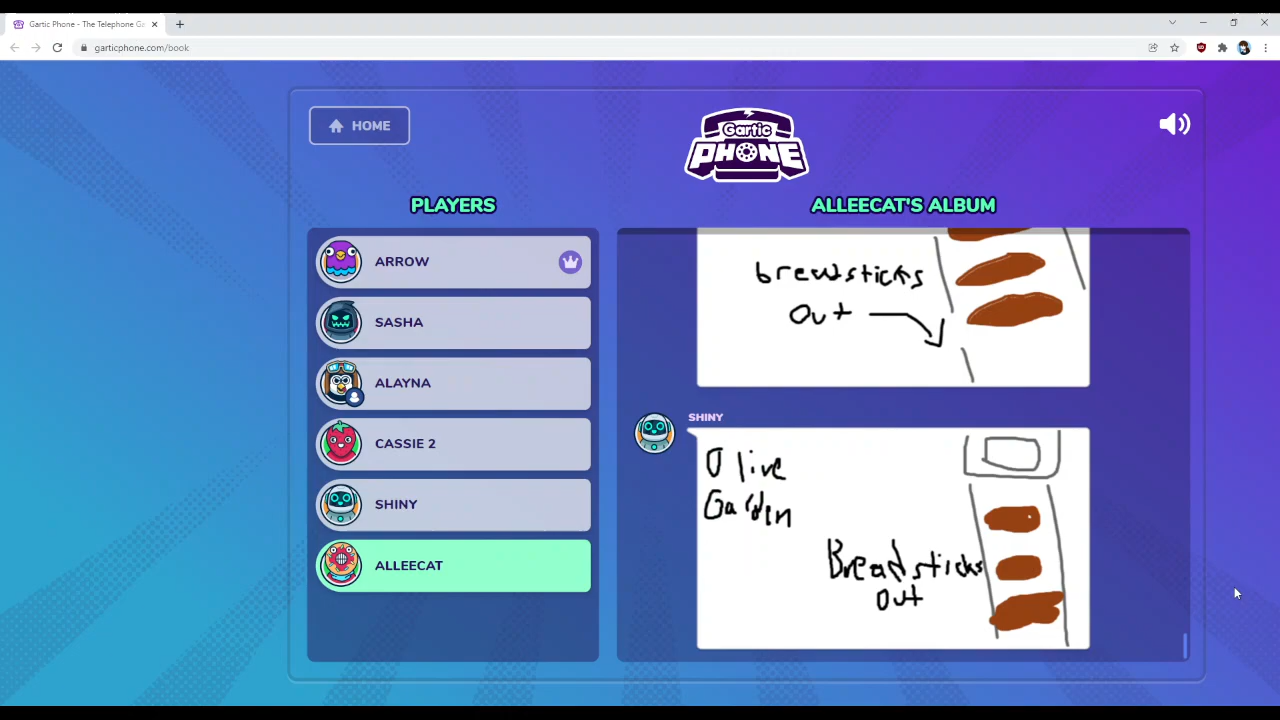 Gartic Phone - The Telephone Ga
garticphone.com/book
HOME
Gartic
PHONE
PLAYERS
ALLEECAT'S ALBUM
ARROW
SASHA
ALAYNA
CASSIE 2
SHINY
ALLEECAT
breadsticks
Out
SHINY
Olive
Garden
Breadsticks
Out